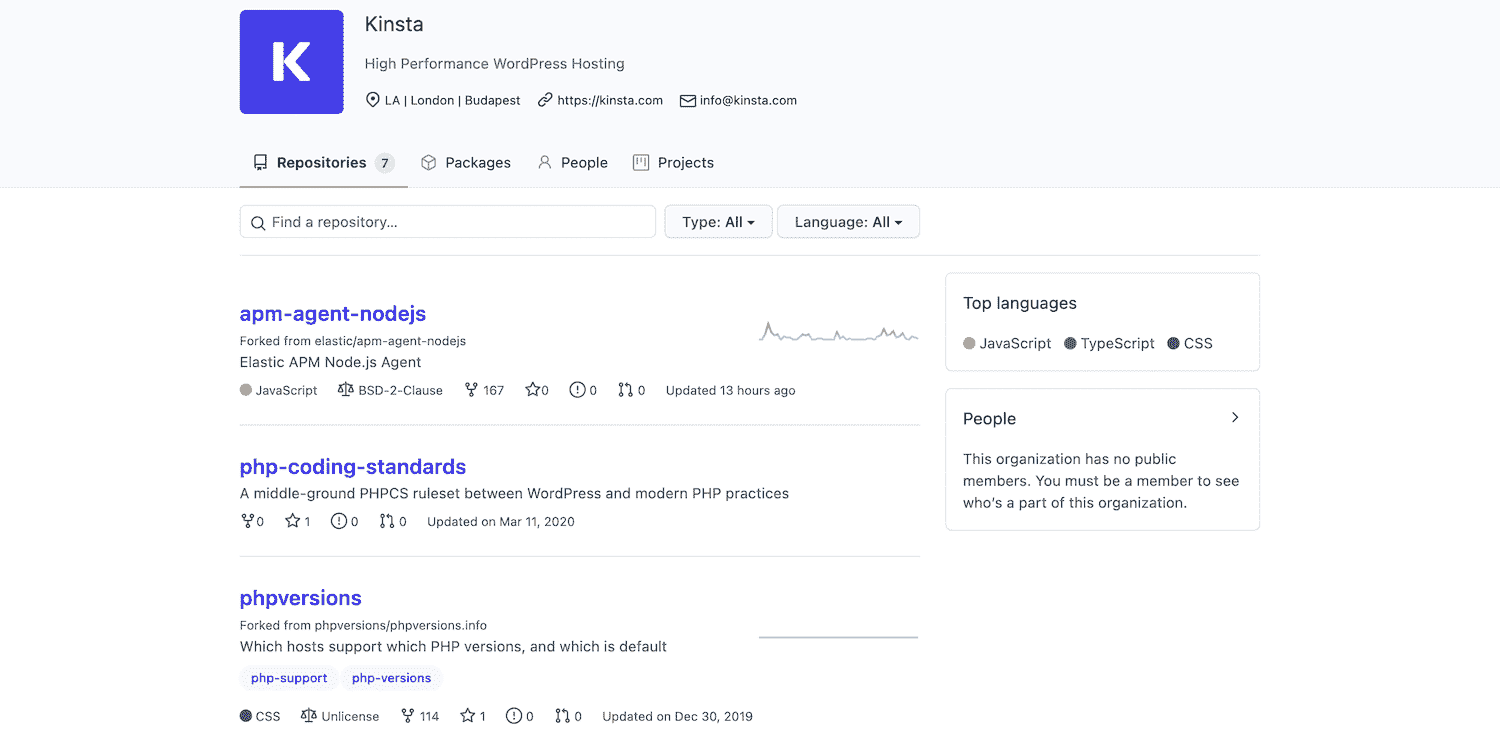 K
Kinsta
High Performance WordPress Hosting
LA | London | Budapest https://kinsta.com info@kinsta.com
Repositories 7 Packages People Projects
Find a repository... Type: All Language: All
apm-agent-nodejs
Forked from elastic/apm-agent-nodejs
Elastic APM Node.js Agent
JavaScript BSD-2-Clause 167 0 0 0 Updated 13 hours ago
php-coding-standards
A middle-ground PHPCS ruleset between WordPress and modern PHP practices
0 1 0 0 Updated on Mar 11, 2020
phpversions
Forked from phpversions/phpversions.info
Which hosts support which PHP versions, and which is default
php-support php-versions
CSS Unlicense 114 1 0 0 Updated on Dec 30, 2019
Top languages
JavaScript TypeScript CSS
People
This organization has no public
members. You must be a member to see
who's a part of this organization.